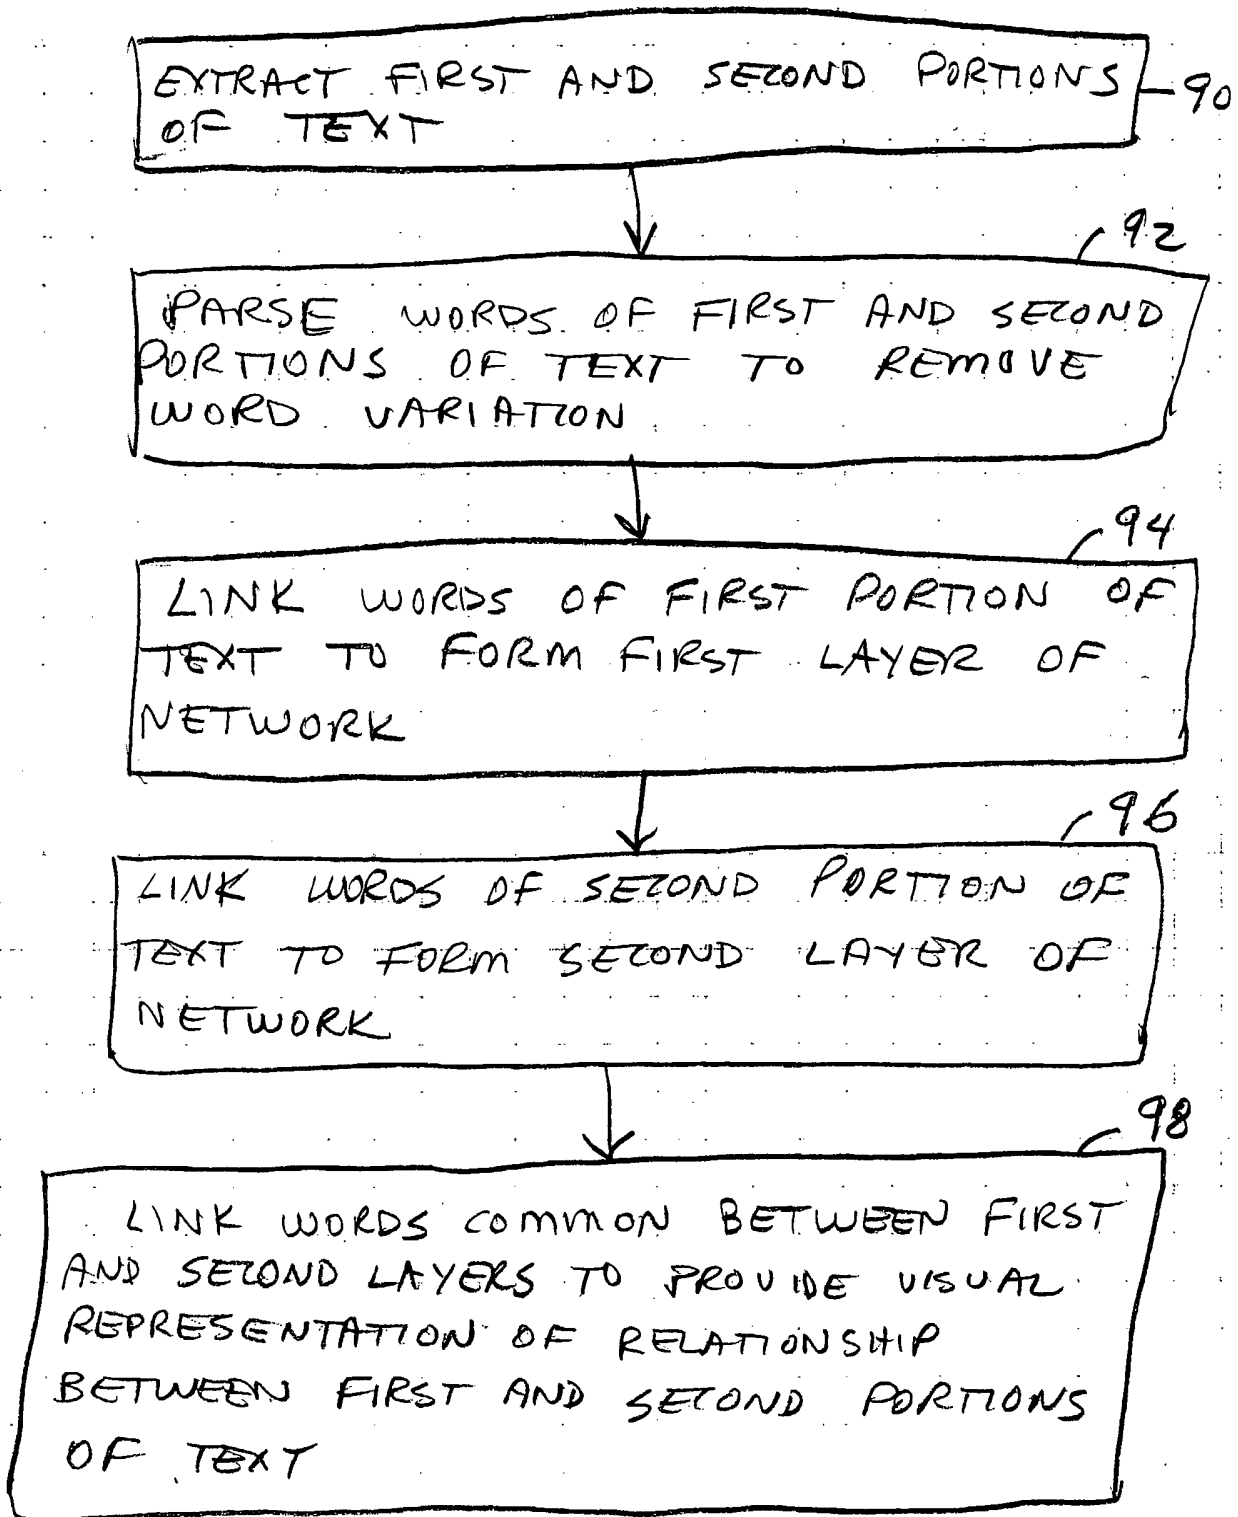 EXTRACT FIRST AND SECOND PORTIONS 90
OF TEXT
92
PARSE WORDS OF FIRST AND SECOND
PORTIONS OF TEXT TO REMOVE
WORD VARIATION
94
LINK WORDS OF FIRST PORTION OF
TEXT TO FORM FIRST LAYER OF
NETWORK
96
LINK WORDS OF SECOND PORTION OF
TEXT TO FORM SECOND LAYER OF
NETWORK
98
LINK WORDS COMMON BETWEEN FIRST
AND SECOND LAYERS TO PROVIDE VISUAL
REPRESENTATION OF RELATIONSHIP
BETWEEN FIRST AND SECOND PORTIONS
OF TEXT